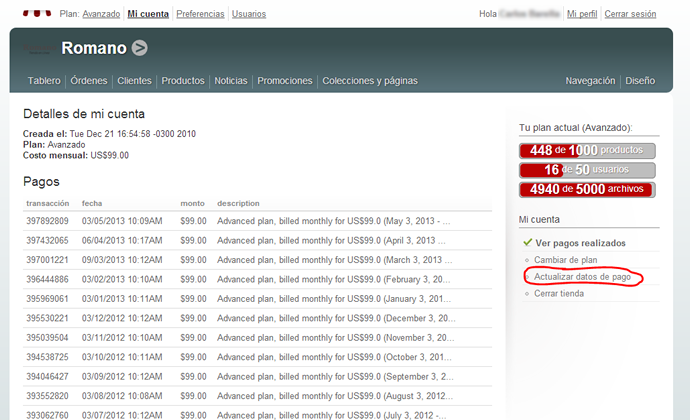 Plan: Avanzado Mi cuenta Preferencias Usuarios
Hola Mi perfil Cerrar sesión
Romano >
Tablero Órdenes Clientes Productos Noticias Promociones Colecciones y páginas Navegación Diseño
Detalles de mi cuenta
Creada el: Tue Dec 21 16:54:58 -0300 2010
Plan: Avanzado
Costo mensual: US$99.00
Pagos
transacción fecha monto description
397892809 03/05/2013 10:09AM $99.00 Advanced plan, billed monthly for US$99.0 (May 3, 2013 - ...
397432065 06/04/2013 10:17AM $99.00 Advanced plan, billed monthly for US$99.0 (April 3, 2013 ...
397001221 09/03/2013 10:12AM $99.00 Advanced plan, billed monthly for US$99.0 (March 3, 2013 ...
396444886 03/02/2013 10:10AM $99.00 Advanced plan, billed monthly for US$99.0 (February 3, 20...
395969061 03/01/2013 10:11AM $99.00 Advanced plan, billed monthly for US$99.0 (January 3, 201...
395530221 03/12/2012 10:12AM $99.00 Advanced plan, billed monthly for US$99.0 (December 3, 20...
395039504 03/11/2012 10:10AM $99.00 Advanced plan, billed monthly for US$99.0 (November 3, 20...
394538725 03/10/2012 10:11AM $99.00 Advanced plan, billed monthly for US$99.0 (October 3, 201...
394046427 03/09/2012 10:12AM $99.00 Advanced plan, billed monthly for US$99.0 (September 3, 2...
393552820 03/08/2012 10:08AM $99.00 Advanced plan, billed monthly for US$99.0 (August 3, 2012...
393062760 03/07/2012 10:07AM $99.00 Advanced plan, billed monthly for US$99.0 (July 3, 2012 - ...
Tu plan actual (Avanzado):
448 de 1000 productos
16 de 50 usuarios
4940 de 5000 archivos
Mi cuenta
Ver pagos realizados
Cambiar de plan
Actualizar datos de pago
Cerrar tienda